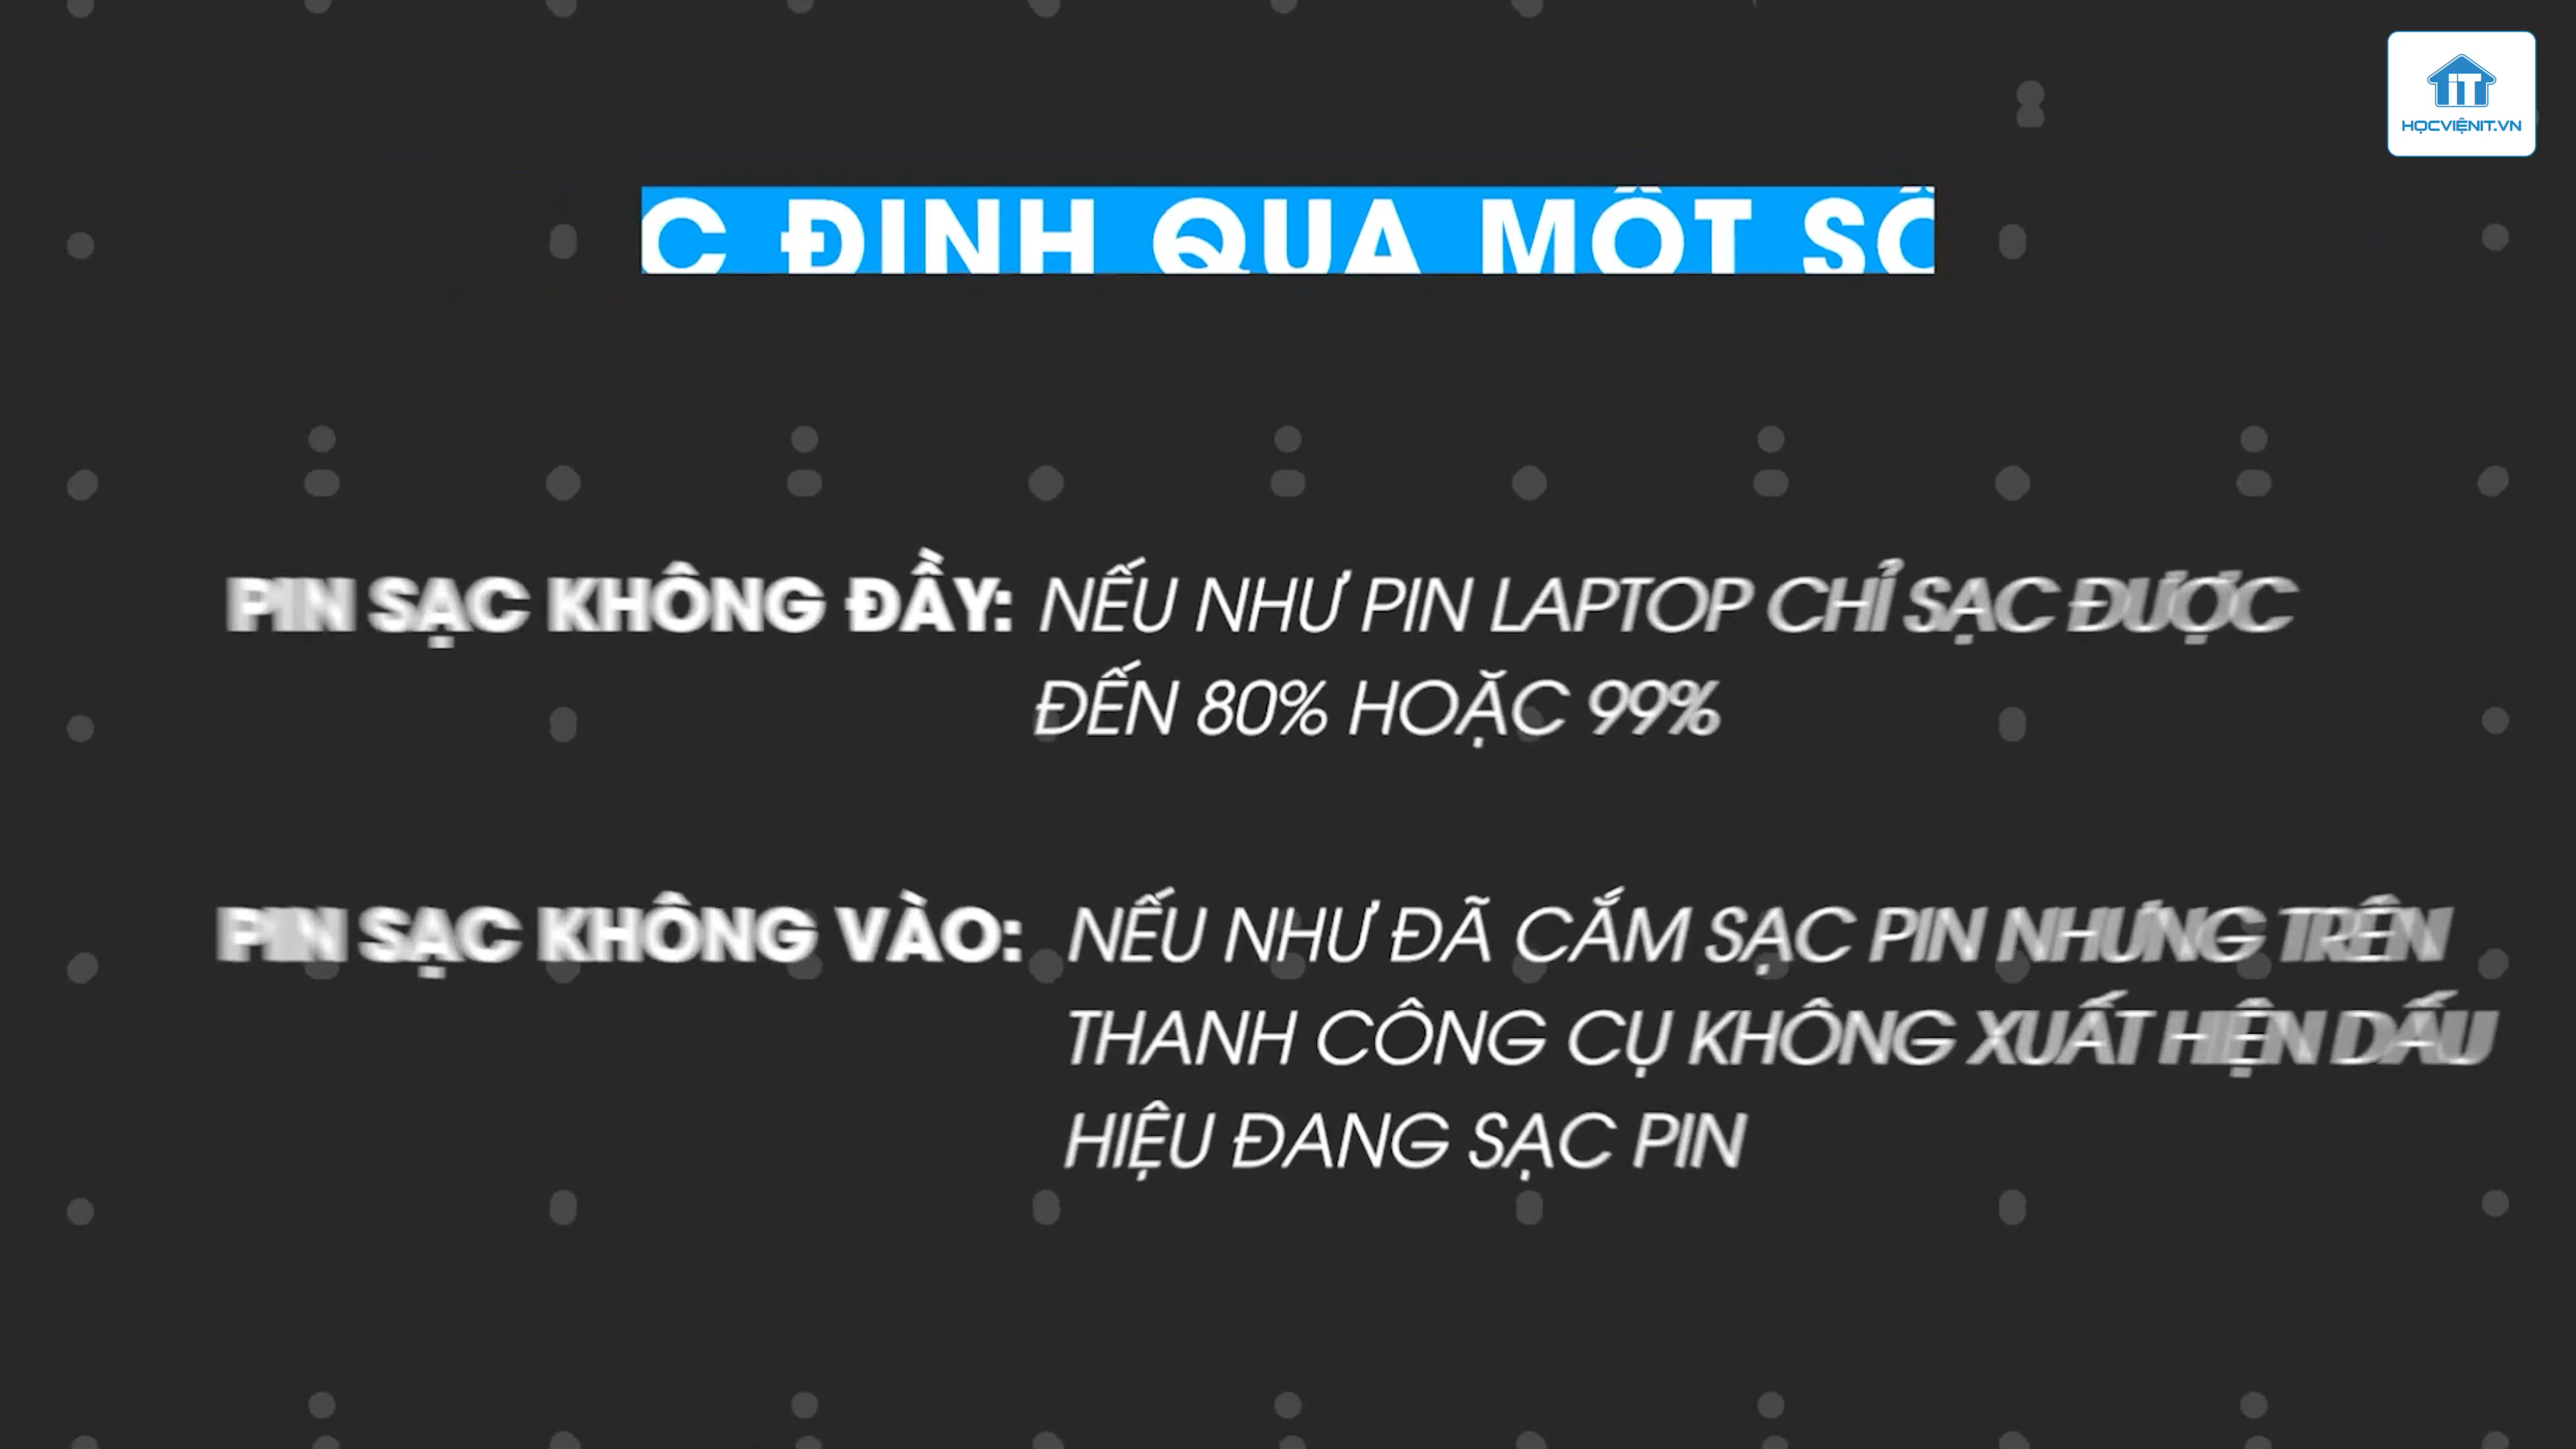 HỌCVIỆNIT.VN
C ĐỊNH QUA MỘT SỐ
PIN SẠC KHÔNG ĐẦY: NẾU NHƯ PIN LAPTOP CHỈ SẠC ĐƯỢC
ĐẾN 80% HOẶC 99%
PIN SẠC KHÔNG VÀO: NẾU NHƯ ĐÃ CẮM SẠC PIN NHƯNG TRÊN
THANH CÔNG CỤ KHÔNG XUẤT HIỆN DẤU
HIỆU ĐANG SẠC PIN